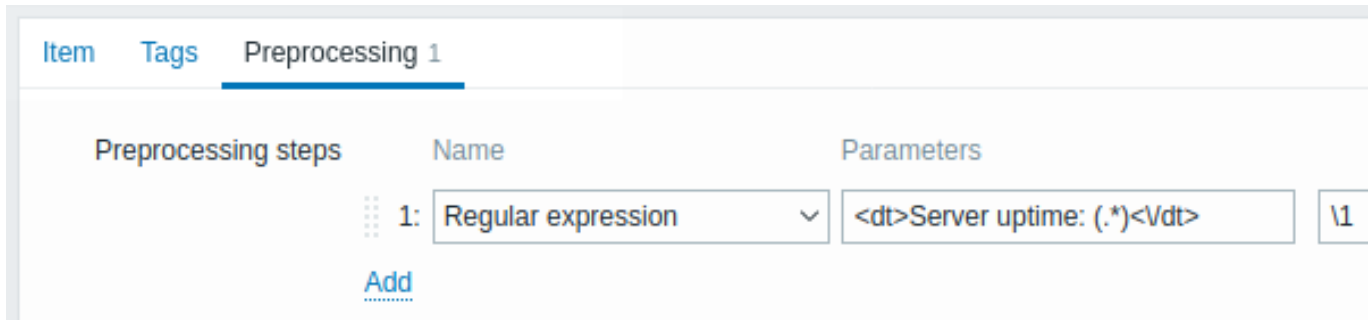 Item Tags Preprocessing 1
Preprocessing steps Name Parameters
1: Regular expression <dt>Server uptime: (.*)<\/dt> \1
Add